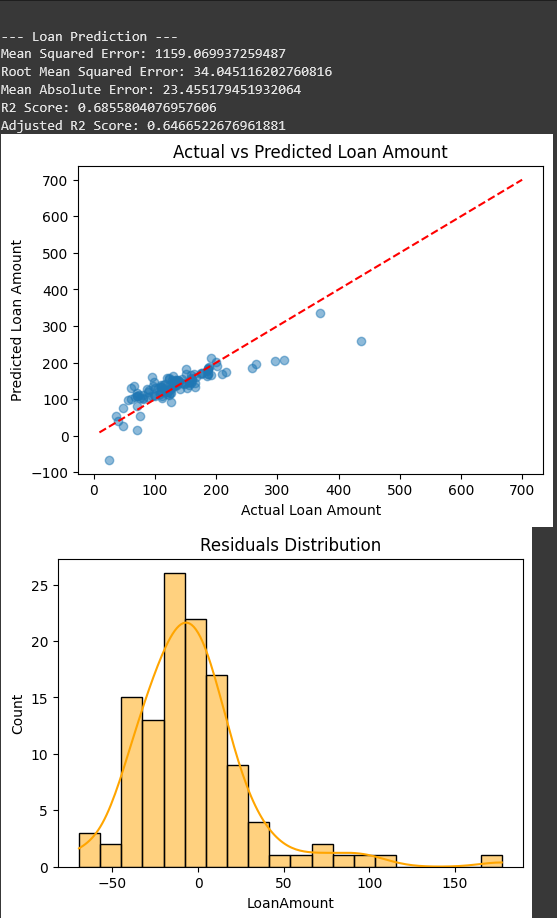 --- Loan Prediction ---
Mean Squared Error: 1159.069937259487
Root Mean Squared Error: 34.045116202760816
Mean Absolute Error: 23.455179451932064
R2 Score: 0.6855804076957606
Adjusted R2 Score: 0.6466522676961881
Actual vs Predicted Loan Amount
Predicted Loan Amount
700
600
500
400
300
200
100
0
−100
0 100 200 300 400 500 600 700
Actual Loan Amount
Residuals Distribution
Count
25
20
15
10
5
0
−50 0 50 100 150
LoanAmount